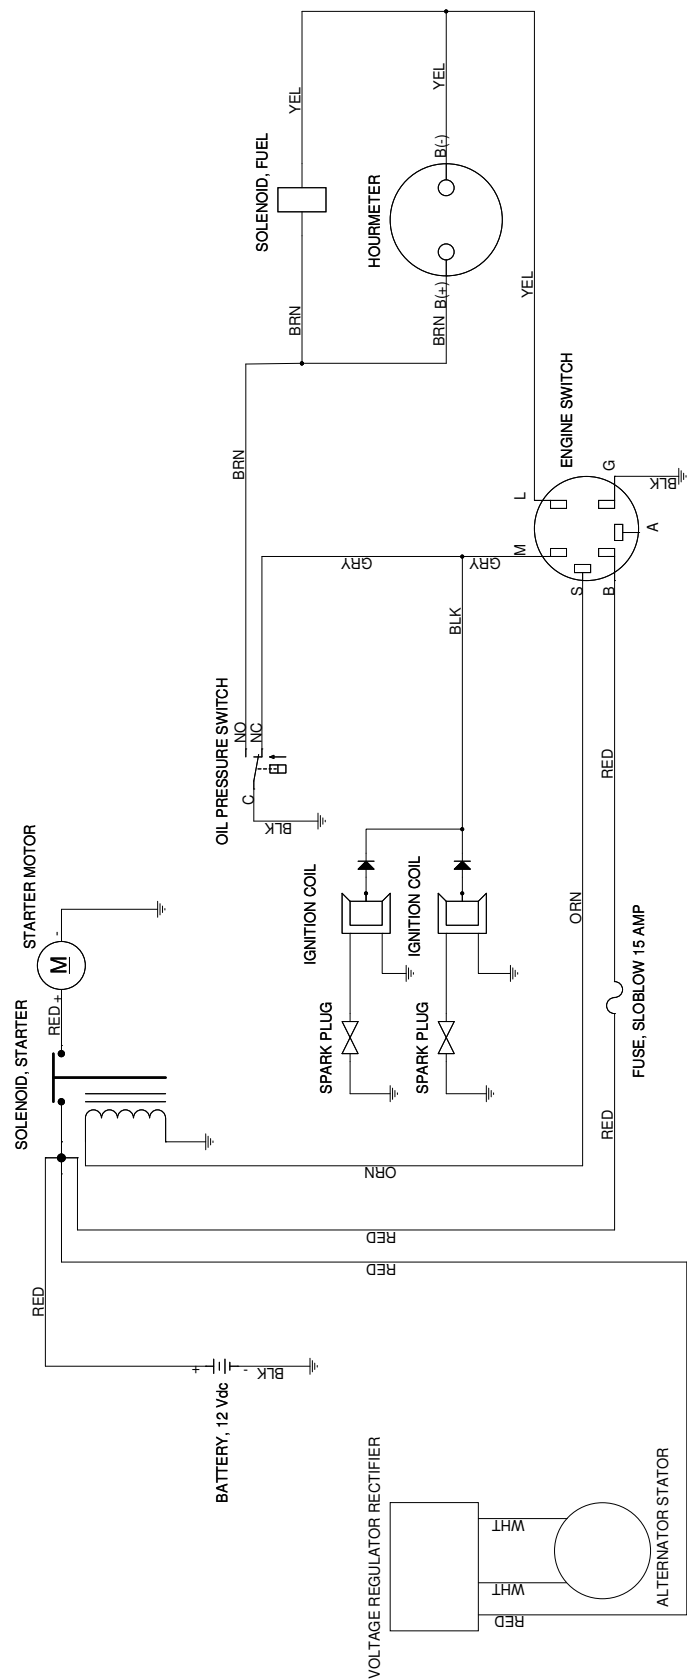 YEL
YEL
SOLENOID, FUEL
B(-)
HOURMETER
YEL
BRN
BRN
B(+)
ENGINE SWITCH
BRN
L
G
BLK
M
A
GRY
GRY
S
B
BLK
OIL PRESSURE SWITCH
NO
NC
C
BLK
RED
STARTER MOTOR
-
M
RED
+
IGNITION COIL
IGNITION COIL
ORN
SOLENOID, STARTER
SPARK PLUG
SPARK PLUG
FUSE, SLOBLOW 15 AMP
RED
ORN
RED
RED
RED
+
-
BLK
BATTERY, 12 Vdc
VOLTAGE REGULATOR RECTIFIER
WHT
WHT
RED
ALTERNATOR STATOR